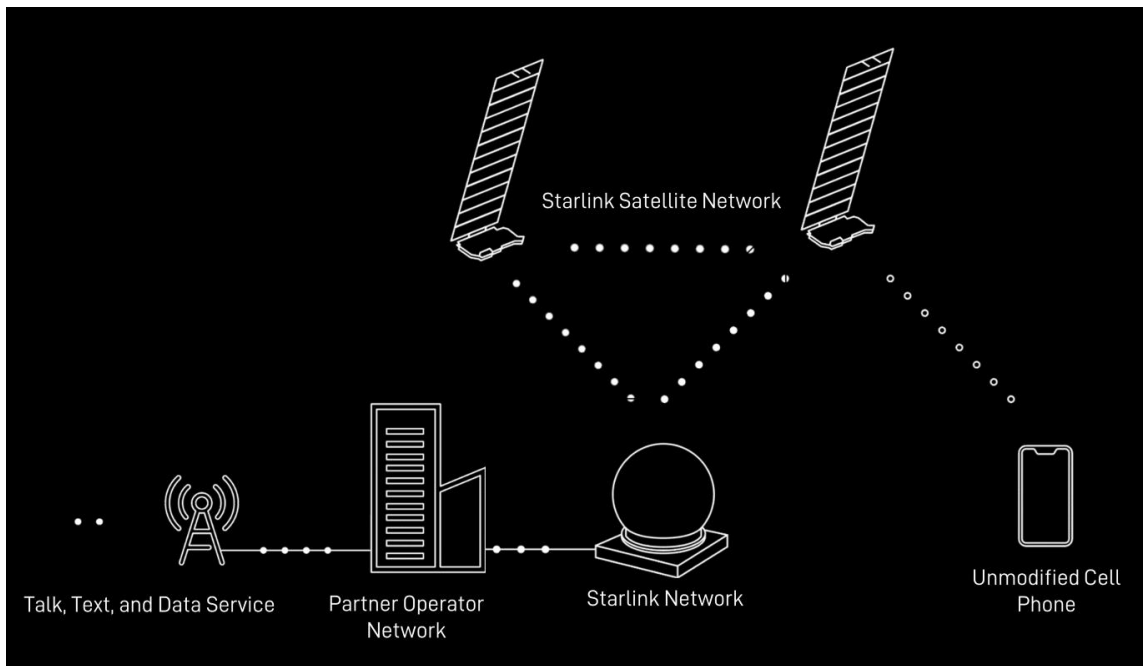 Starlink Satellite Network
Talk, Text, and Data Service
Partner Operator
Network
Starlink Network
Unmodified Cell
Phone